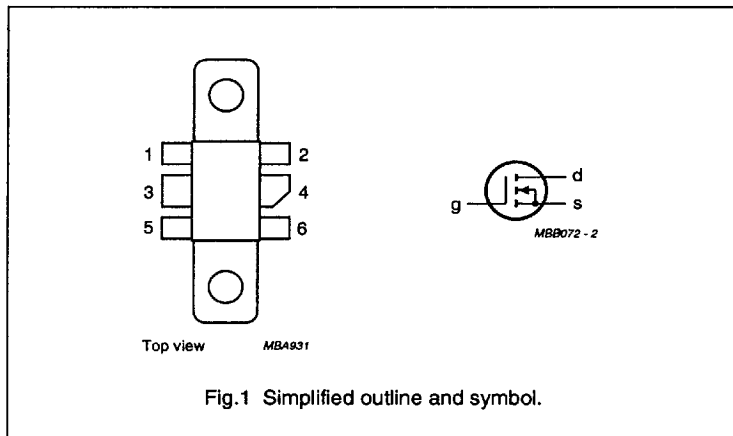 1 2
3 4
5 6
g d
s
MBB072 - 2
Top view MBA931
Fig.1 Simplified outline and symbol.